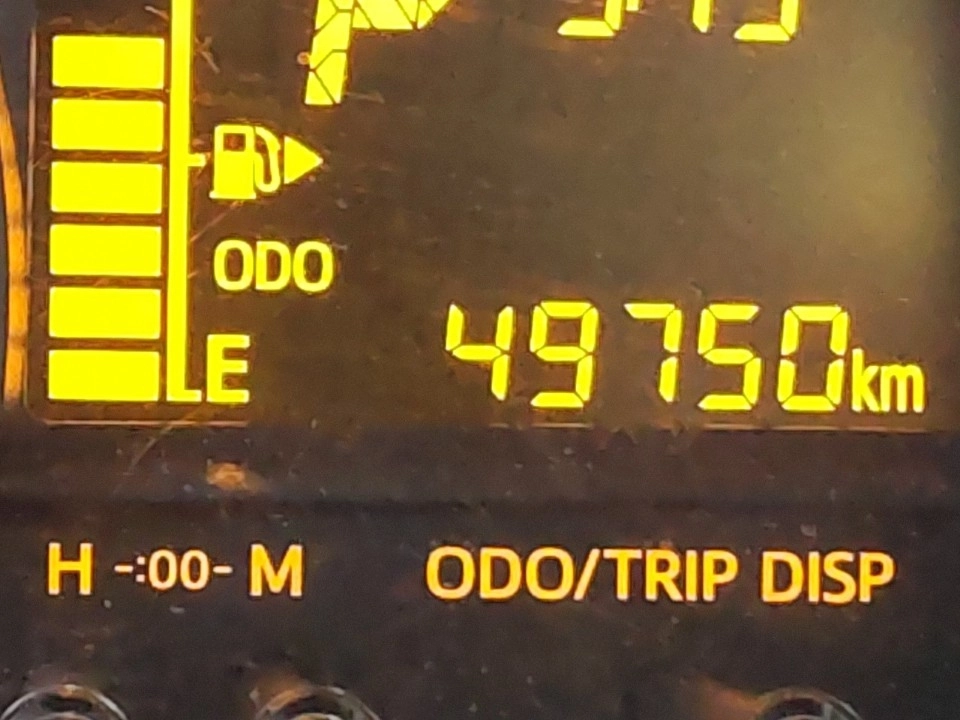 ODO
E 49750km
H -:00- M ODO/TRIP DISP